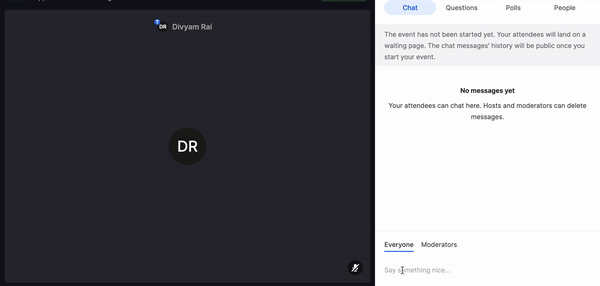 DR Divyam Rai
DR
Chat Questions Polls People
The event has not been started yet. Your attendees will land on a
waiting page. The chat messages' history will be public once you
start your event.
No messages yet
Your attendees can chat here. Hosts and moderators can delete
messages.
Everyone Moderators
Say something nice...